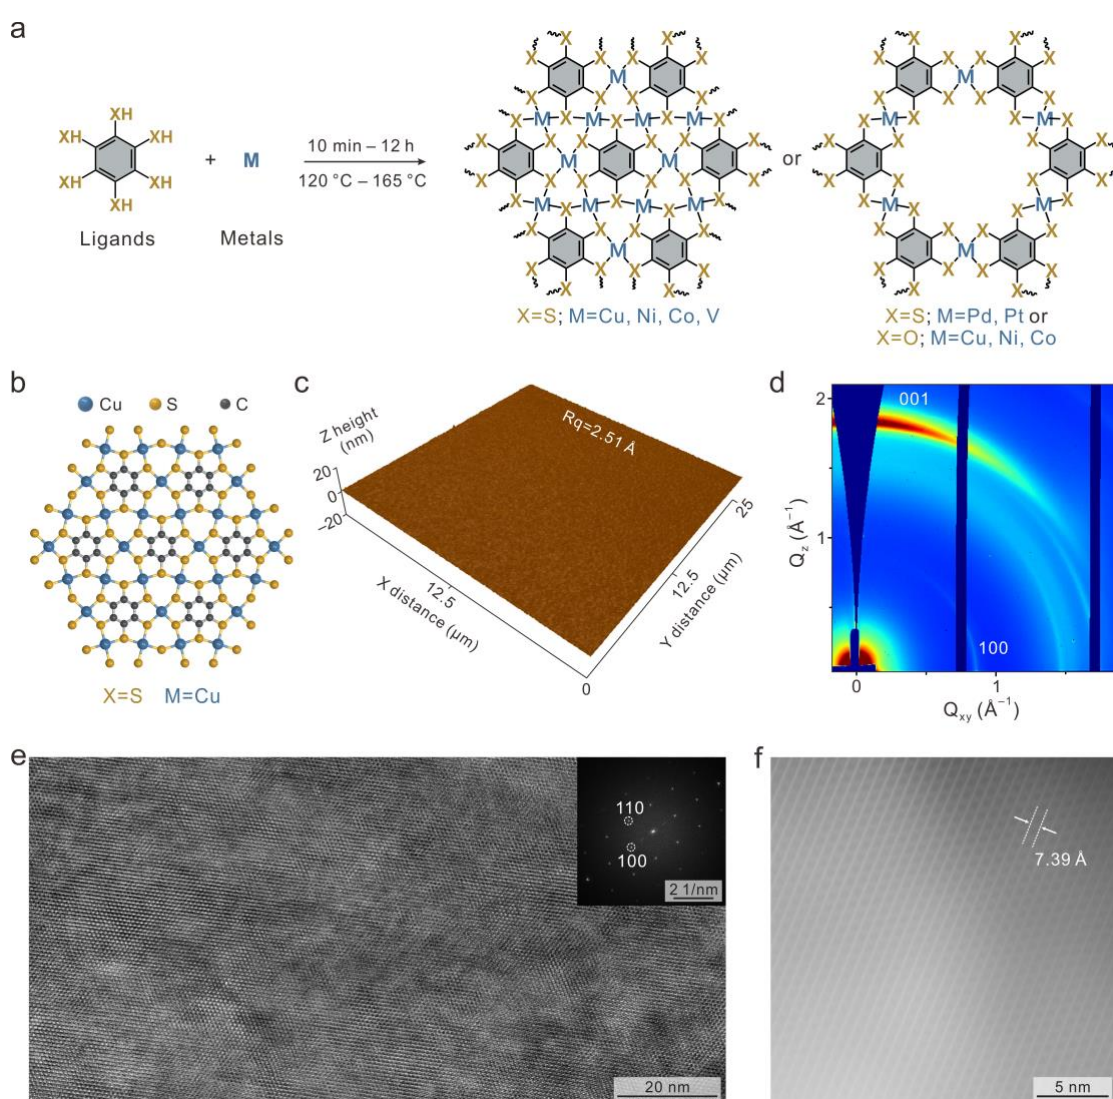 a
XH
XH XH
XH XH
XH
Ligands
+
M
Metals
10 min – 12 h
120 °C – 165 °C
or
X=S; M=Cu, Ni, Co, V
X=S; M=Pd, Pt or
X=O; M=Cu, Ni, Co
b
Cu S C
X=S M=Cu
c
Z height
(nm)
20
0
−20
Rq=2.51 Å
12.5
X distance (μm)
0
12.5
25
Y distance (μm)
d
001
100
2
1
Qz (Å−1)
0 1
Qxy (Å−1)
e
110
100
2 1/nm
20 nm
f
7.39 Å
5 nm